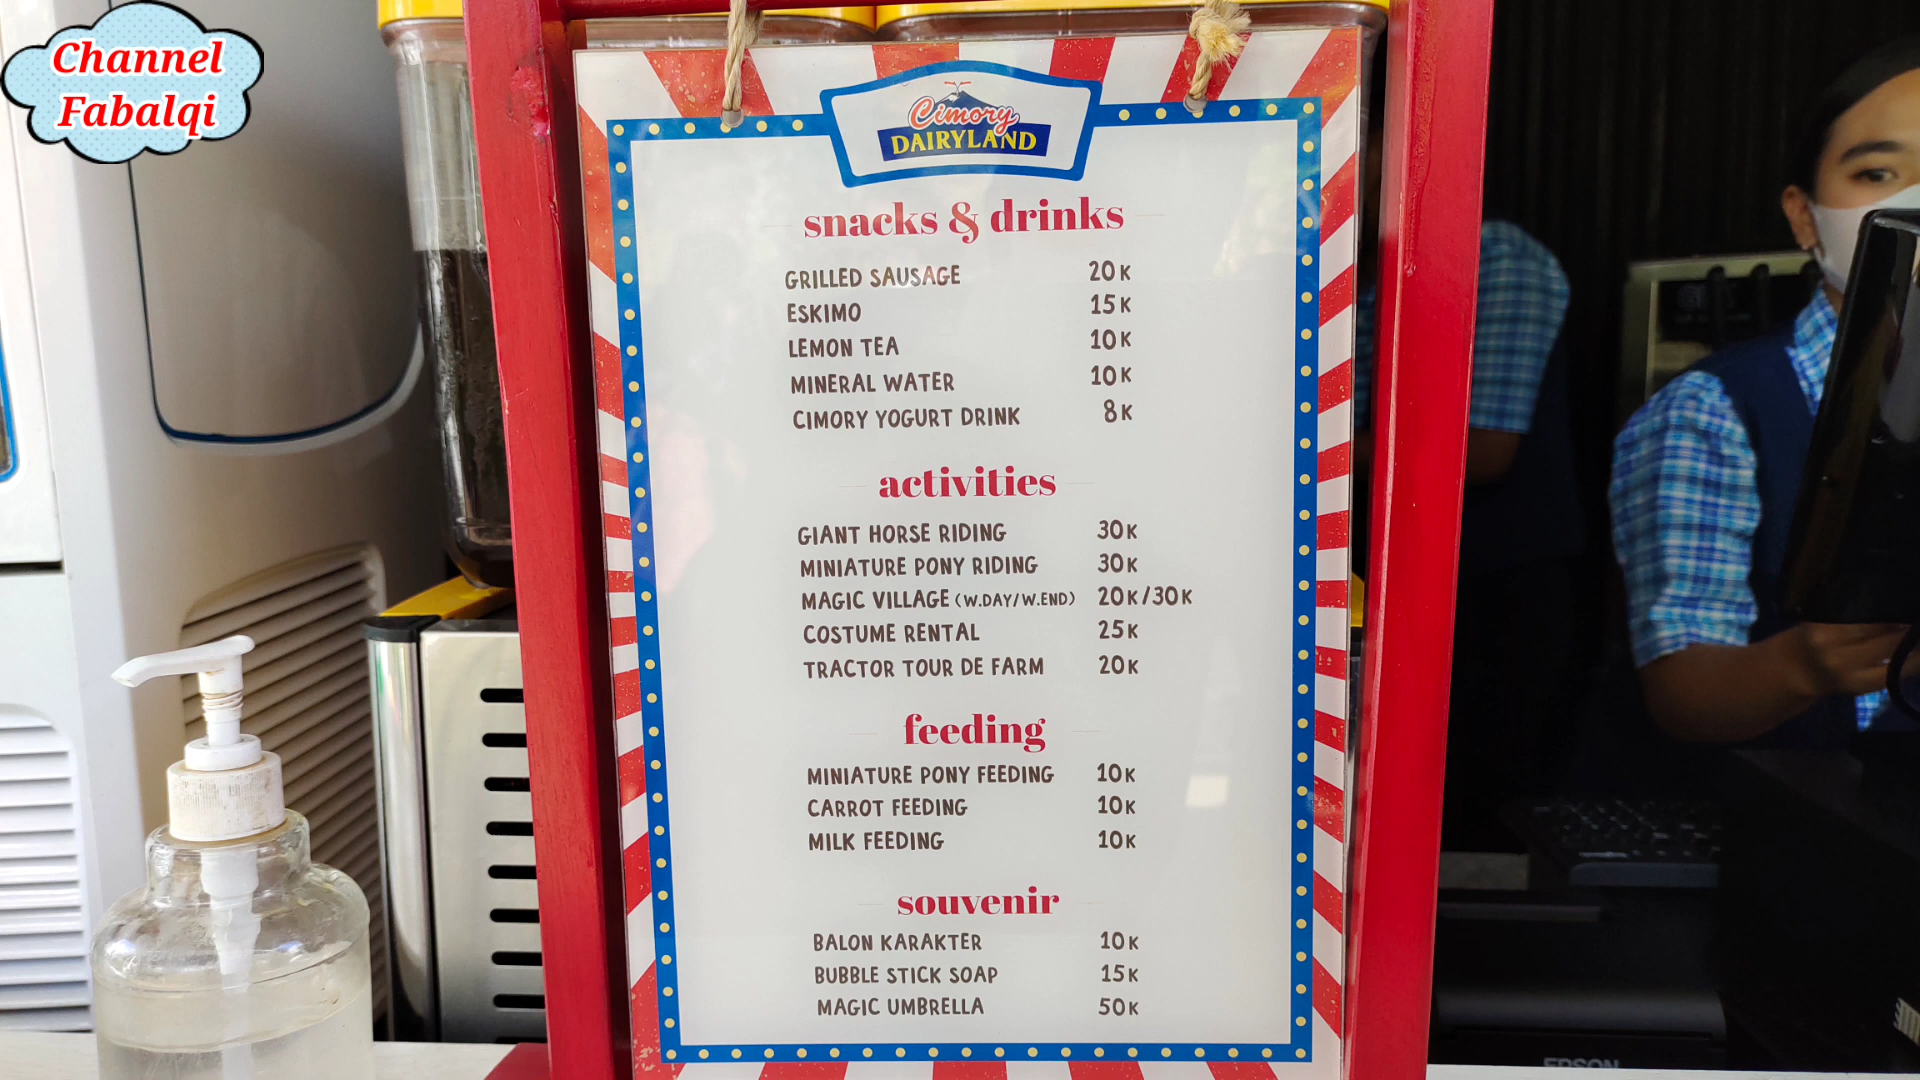 Channel
Fabalqi
Cimory
DAIRYLAND
snacks & drinks
GRILLED SAUSAGE 20K
ESKIMO 15K
LEMON TEA 10K
MINERAL WATER 10K
CIMORY YOGURT DRINK 8K
activities
GIANT HORSE RIDING 30K
MINIATURE PONY RIDING 30K
MAGIC VILLAGE (W.DAY/W.END) 20K/30K
COSTUME RENTAL 25K
TRACTOR TOUR DE FARM 20K
feeding
MINIATURE PONY FEEDING 10K
CARROT FEEDING 10K
MILK FEEDING 10K
souvenir
BALON KARAKTER 10K
BUBBLE STICK SOAP 15K
MAGIC UMBRELLA 50K
EPSON